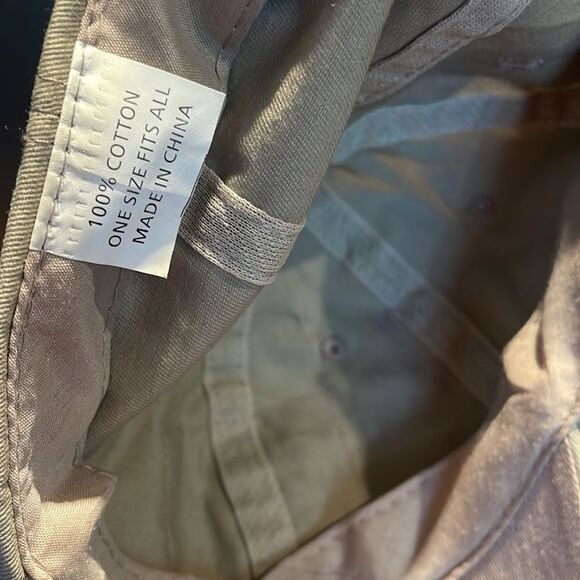 100% COTTON
ONE SIZE FITS ALL
MADE IN CHINA